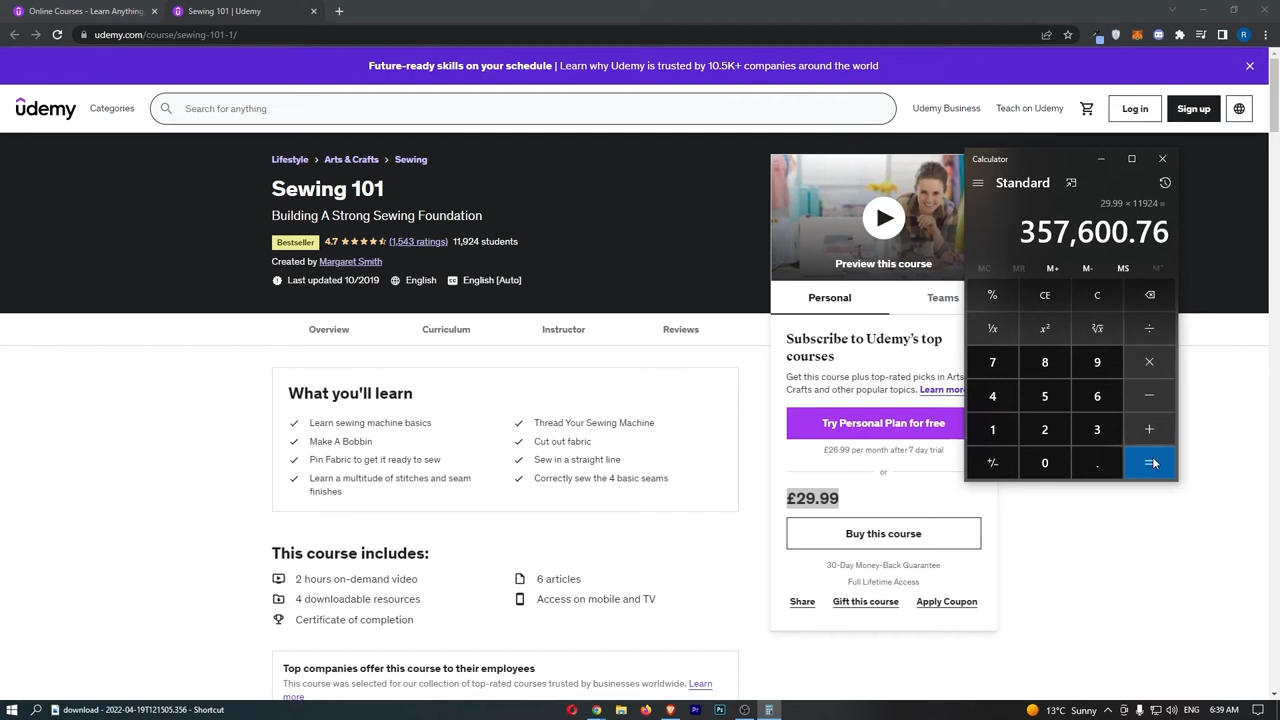 Online Courses - Learn Anything
Sewing 101 | Udemy
udemy.com/course/sewing-101-1/
R
Future-ready skills on your schedule | Learn why Udemy is trusted by 10.5K+ companies around the world
udemy
Categories
Search for anything
Udemy Business
Teach on Udemy
Log in
Sign up
Lifestyle > Arts & Crafts > Sewing
Sewing 101
Building A Strong Sewing Foundation
Bestseller 4.7 (1,543 ratings) 11,924 students
Created by Margaret Smith
Last updated 10/2019 English English [Auto]
Preview this course
Calculator
Standard
29.99 × 11924 =
357,600.76
MC MR M+ M- MS M˅
% CE C
¹/x x² ²√x ÷
7 8 9 ×
4 5 6 −
1 2 3 +
+/− 0 . =
Personal
Teams
Overview
Curriculum
Instructor
Reviews
Subscribe to Udemy's top
courses
Get this course plus top-rated picks in Arts
Crafts and other popular topics. Learn more
Try Personal Plan for free
£26.99 per month after 7 day trial
or
£29.99
Buy this course
30-Day Money-Back Guarantee
Full Lifetime Access
Share
Gift this course
Apply Coupon
What you'll learn
Learn sewing machine basics
Make A Bobbin
Pin Fabric to get it ready to sew
Learn a multitude of stitches and seam
finishes
Thread Your Sewing Machine
Cut out fabric
Sew in a straight line
Correctly sew the 4 basic seams
This course includes:
2 hours on-demand video
4 downloadable resources
Certificate of completion
6 articles
Access on mobile and TV
Top companies offer this course to their employees
This course was selected for our collection of top-rated courses trusted by businesses worldwide. Learn
more
download - 2022-04-19T121505.356 - Shortcut
13°C Sunny
ENG
6:39 AM